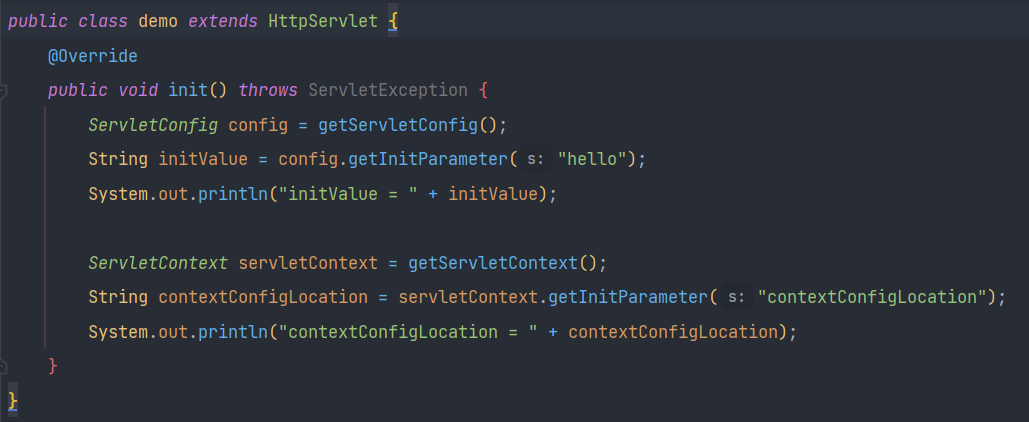 public class demo extends HttpServlet {
@Override
public void init() throws ServletException {
ServletConfig config = getServletConfig();
String initValue = config.getInitParameter( s: "hello");
System.out.println("initValue = " + initValue);
ServletContext servletContext = getServletContext();
String contextConfigLocation = servletContext.getInitParameter( s: "contextConfigLocation");
System.out.println("contextConfigLocation = " + contextConfigLocation);
}
}